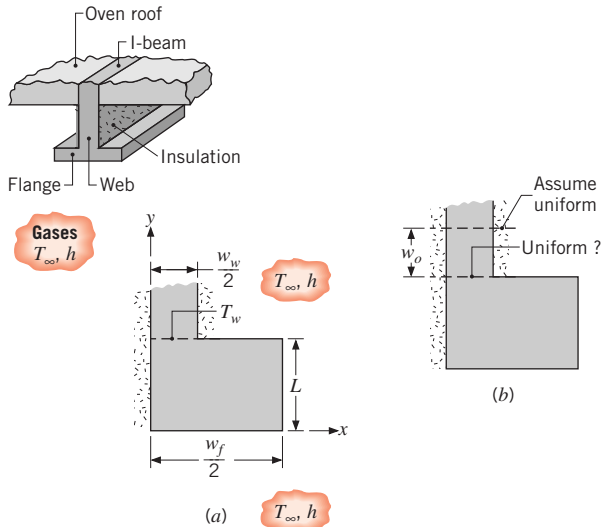 Oven roof
I-beam
Insulation
Flange
Web
Gases
T∞, h
y
w_w
2
T∞, h
T_w
L
x
w_f
2
(a)
T∞, h
Assume
uniform
w_o
Uniform ?
(b)